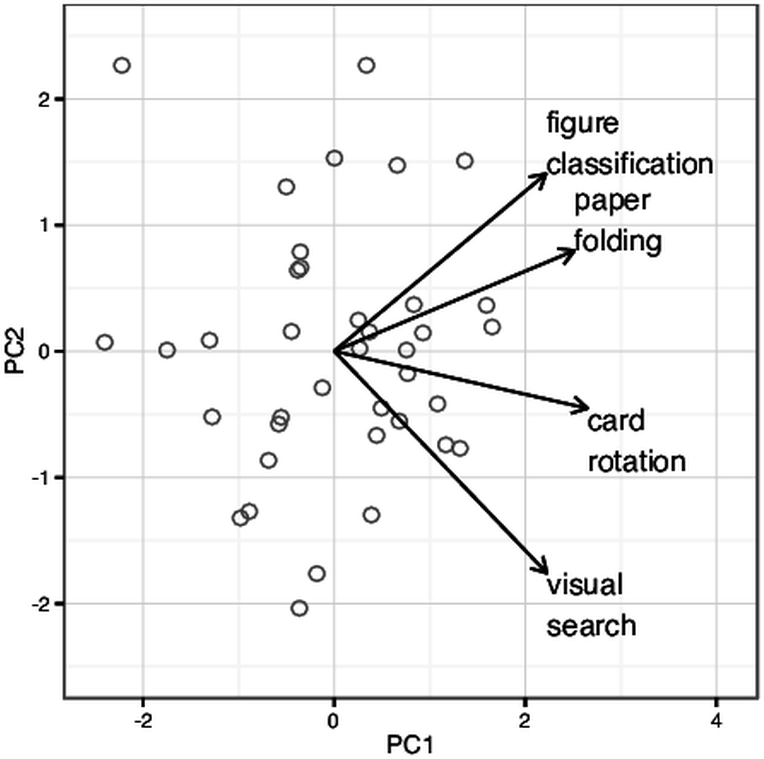 figure
classification
paper
folding
card
rotation
visual
search
2
1
0
-1
-2
PC2
-2
0
2
4
PC1